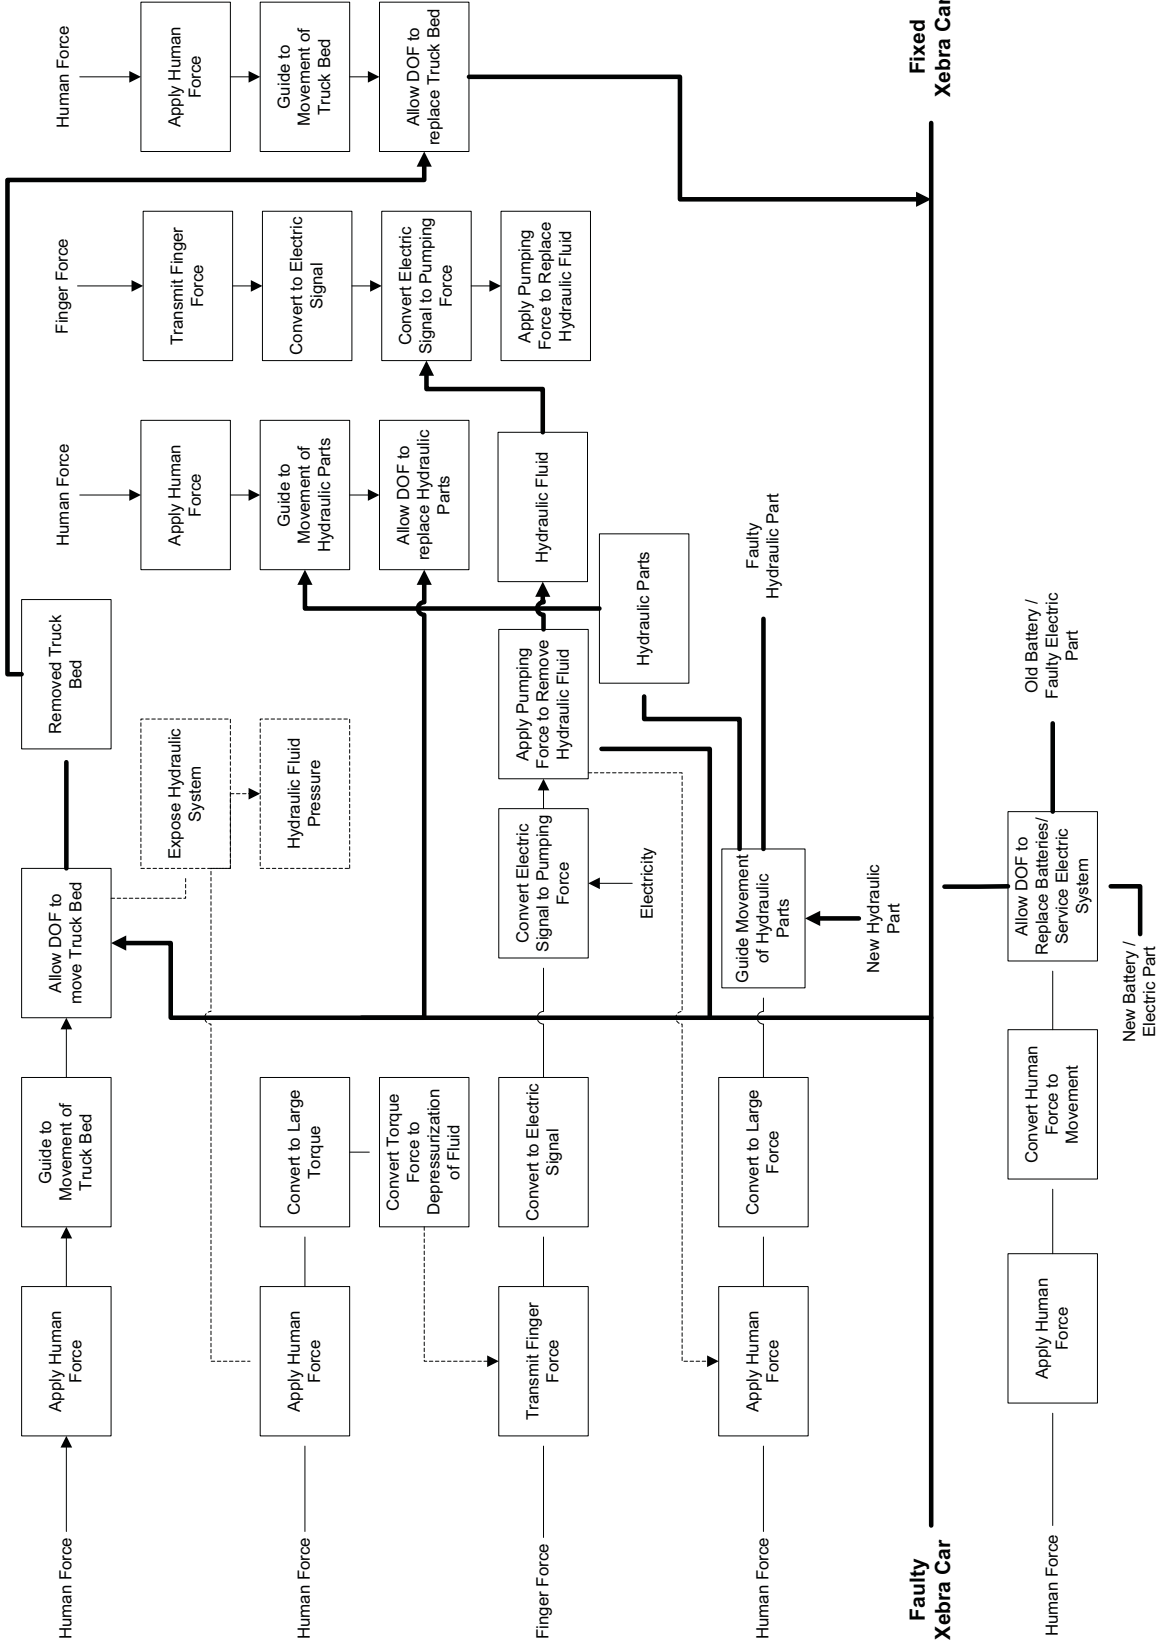 Human Force
Apply Human
Force
Guide to
Movement of
Truck Bed
Allow DOF to
move Truck Bed
Removed Truck
Bed
Human Force
Finger Force
Human Force
Expose Hydraulic
System
Apply Human
Force
Transmit Finger
Force
Apply Human
Force
Human Force
Apply Human
Force
Convert to Large
Torque
Hydraulic Fluid
Pressure
Guide to
Movement of
Hydraulic Parts
Convert to Electric
Signal
Guide to
Movement of
Truck Bed
Convert Torque
Force to
Depressurization
of Fluid
Allow DOF to
replace Hydraulic
Parts
Convert Electric
Signal to Pumping
Force
Allow DOF to
replace Truck Bed
Finger Force
Transmit Finger
Force
Convert to Electric
Signal
Convert Electric
Signal to Pumping
Force
Apply Pumping
Force to Remove
Hydraulic Fluid
Hydraulic Fluid
Apply Pumping
Force to Replace
Hydraulic Fluid
Electricity
Hydraulic Parts
Human Force
Apply Human
Force
Convert to Large
Force
Guide Movement
of Hydraulic
Parts
Faulty
Hydraulic Part
New Hydraulic
Part
Faulty
Xebra Car
Fixed
Xebra Car
Human Force
Apply Human
Force
Convert Human
Force to
Movement
Allow DOF to
Replace Batteries/
Service Electric
System
Old Battery /
Faulty Electric
Part
New Battery /
Electric Part